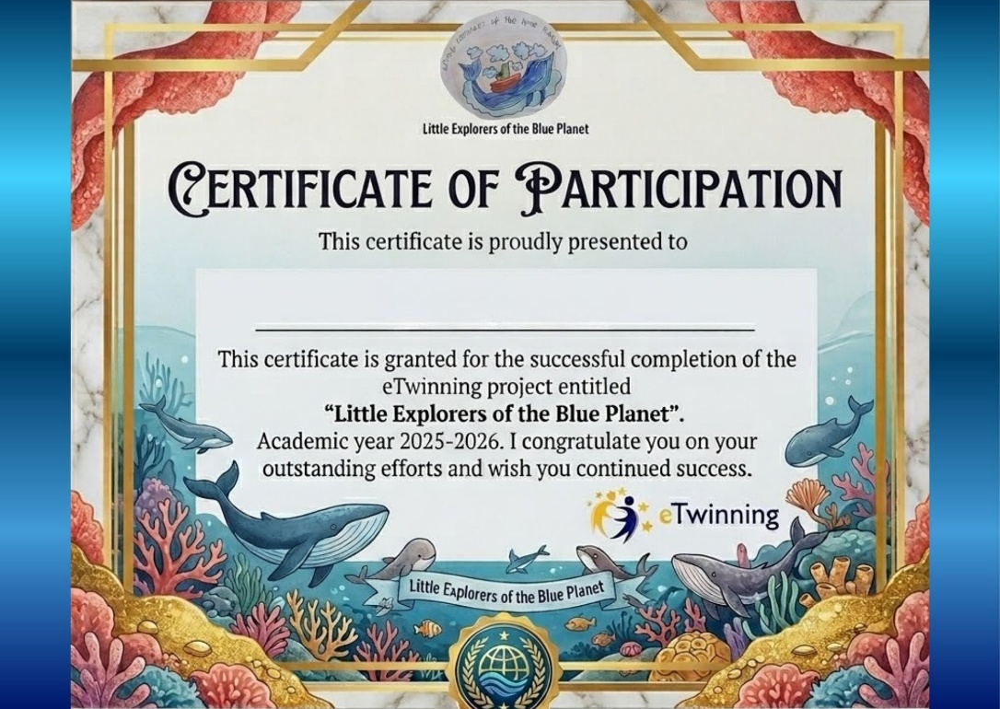 Little Explorers of the Blue Planet
CERTIFICATE OF PARTICIPATION
This certificate is proudly presented to
This certificate is granted for the successful completion of the
eTwinning project entitled
“Little Explorers of the Blue Planet”.
Academic year 2025-2026. I congratulate you on your
outstanding efforts and wish you continued success.
eTwinning
Little Explorers of the Blue Planet